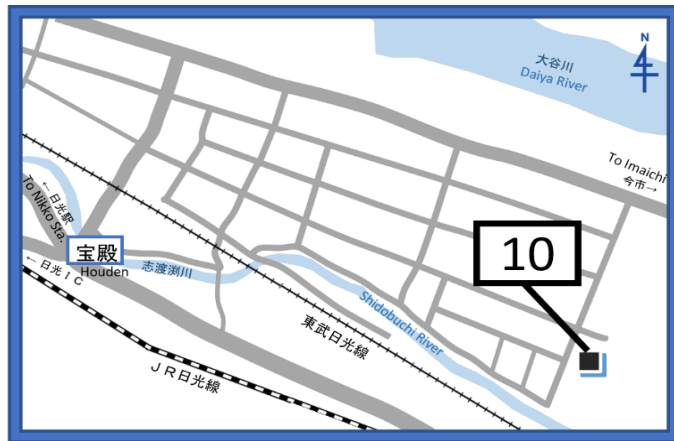 N
大谷川
Daiya River
To Imaichi
今市→
←日光駅
To Nikko Sta.
宝殿
Houden
←日光IC
志渡渕川
10
Shidobuchi River
東武日光線
JR日光線